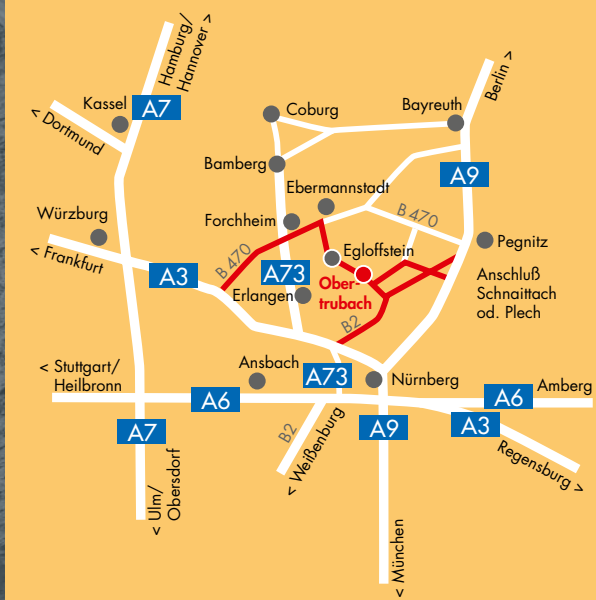 Hamburg/
Hannover >
Berlin >
Kassel
A7
Coburg
Bayreuth
< Dortmund
Bamberg
A9
Ebermannstadt
Würzburg
Forchheim
B 470
Pegnitz
< Frankfurt
B 470
Egloffstein
A3
A73
Ober-
trubach
Anschluß
Schnaittach
od. Plech
Erlangen
B2
< Stuttgart/
Heilbronn
Ansbach
A73
Nürnberg
A6
A6
Amberg
A7
B2
A9
A3
< Weißenburg
Regensburg >
< Ulm/
Obersdorf
< München